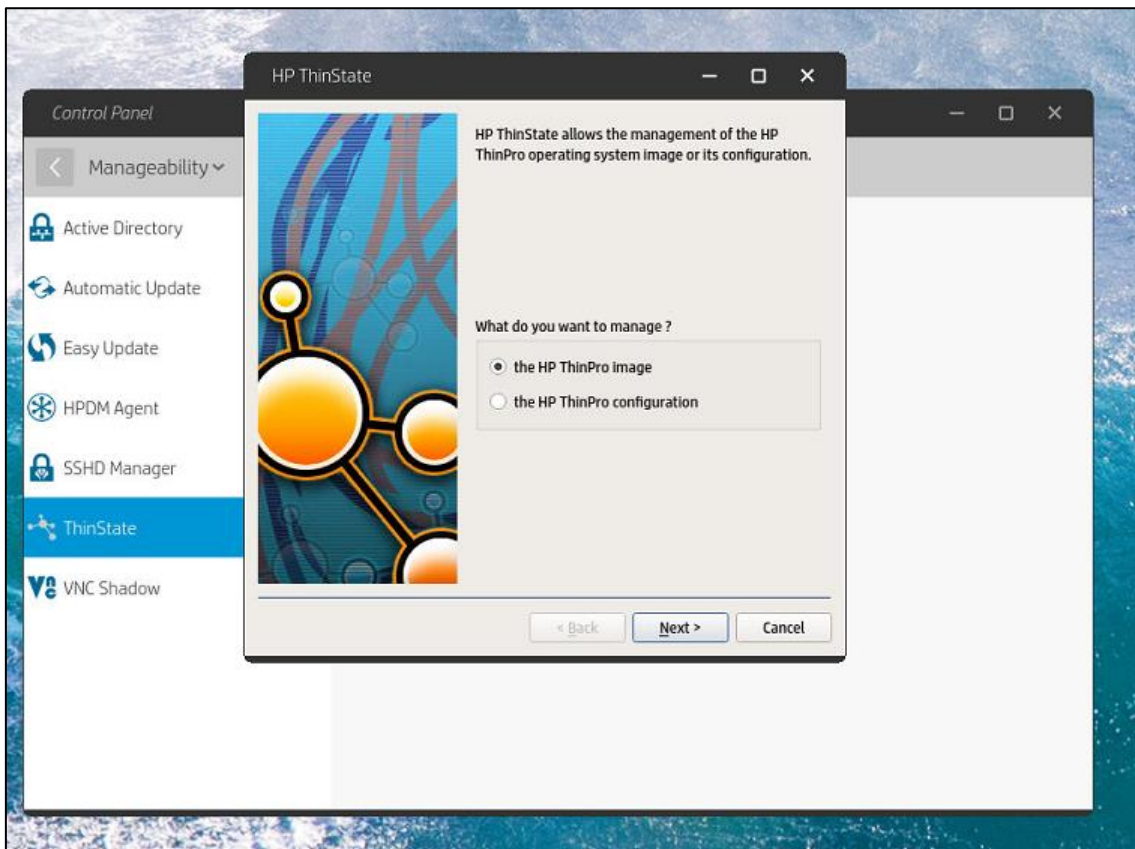 HP ThinState
Control Panel
Manageability
Active Directory
Automatic Update
Easy Update
HPDM Agent
SSHD Manager
ThinState
VNC Shadow
HP ThinState allows the management of the HP
ThinPro operating system image or its configuration.
What do you want to manage ?
the HP ThinPro image
the HP ThinPro configuration
< Back
Next >
Cancel